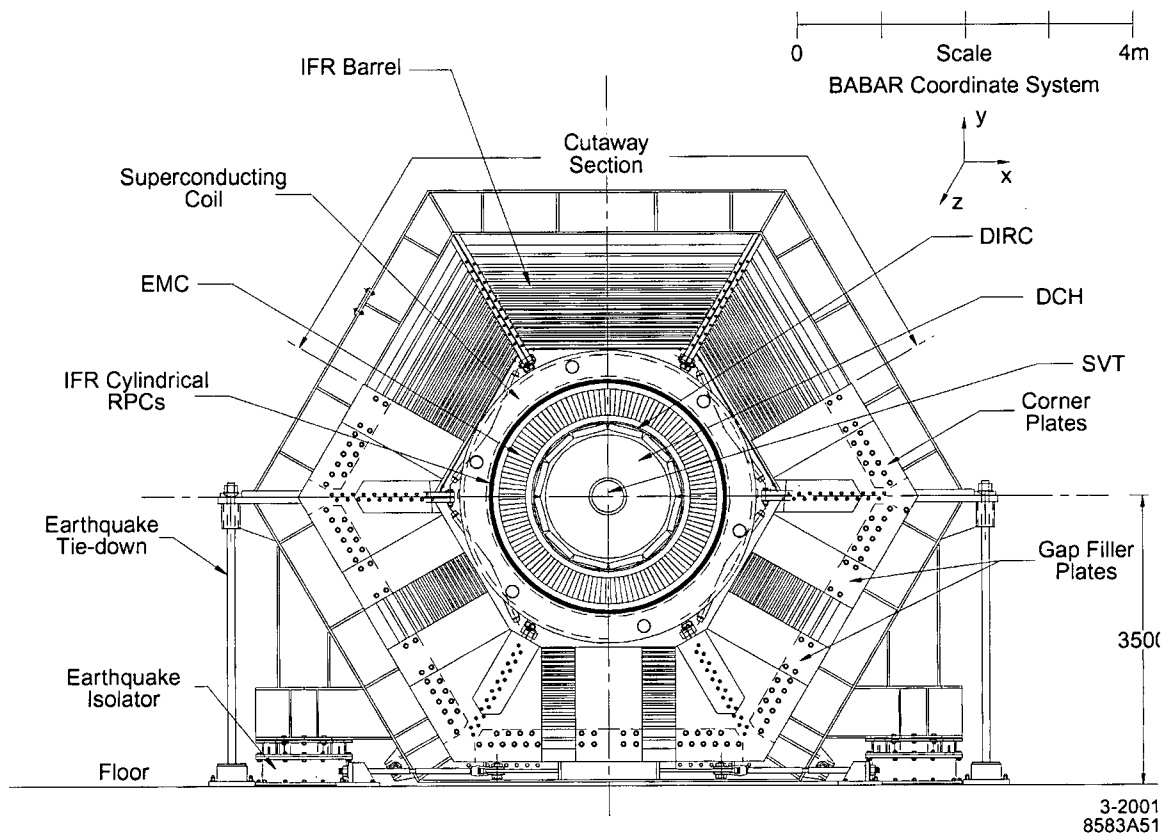 0
Scale
4m
BABAR Coordinate System
y
x
z
IFR Barrel
Cutaway
Section
Superconducting
Coil
DIRC
EMC
DCH
IFR Cylindrical
RPCs
SVT
Corner
Plates
Earthquake
Tie-down
Gap Filler
Plates
3500
Earthquake
Isolator
Floor
3-2001
8583A51